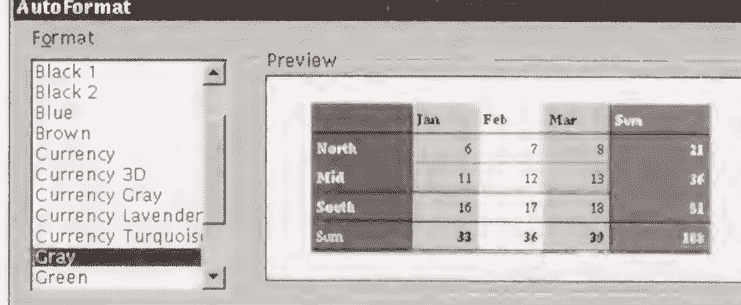 AutoFormat
Format
Black 1
Black 2
Blue
Brown
Currency
Currency 3D
Currency Gray
Currency Lavender
Currency Turquois
Gray
Green
Preview
Jan Feb Mar Sum
North 6 7 8 21
Mid 11 12 13 36
South 16 17 18 51
Sum 33 36 39 108